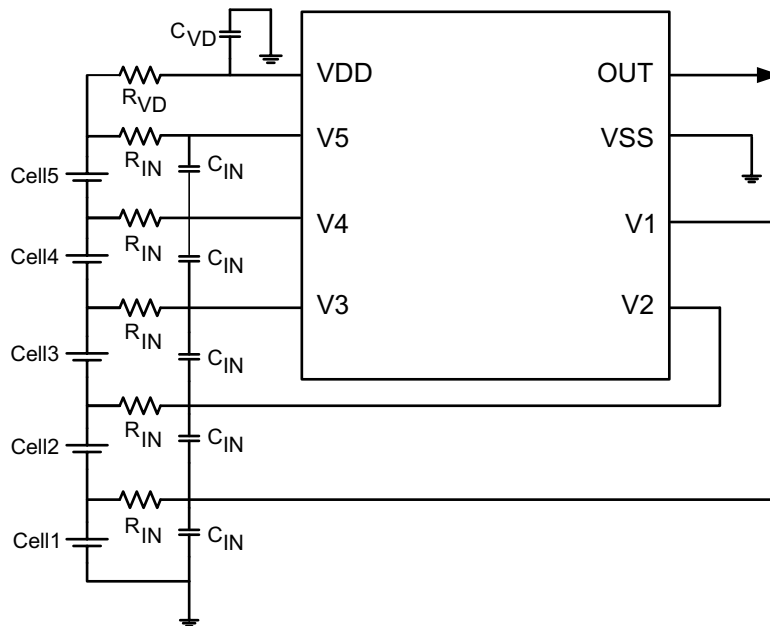 CVD
VDD
OUT
RVD
V5
VSS
RIN
CIN
Cell5
V4
V1
RIN
CIN
Cell4
V3
V2
RIN
CIN
Cell3
RIN
CIN
Cell2
RIN
CIN
Cell1